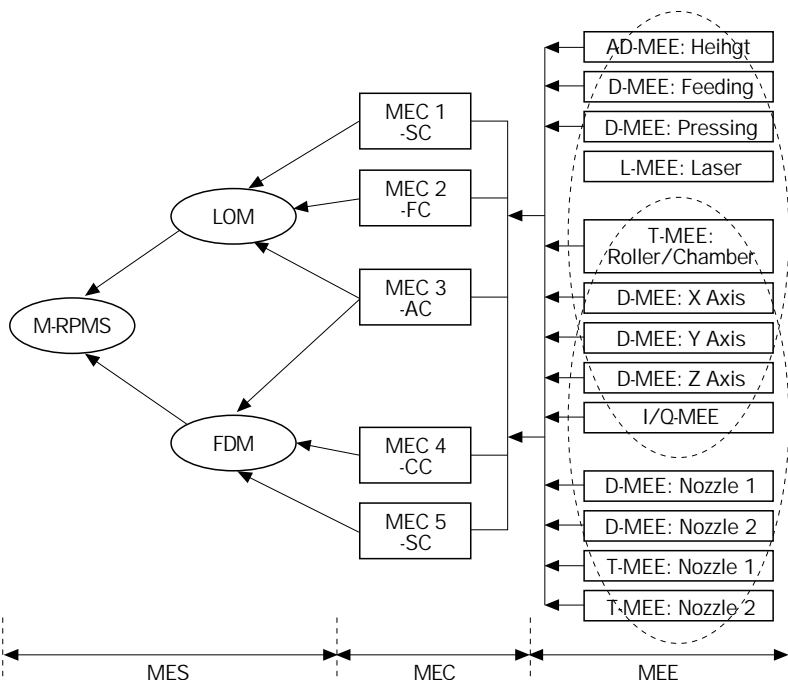 M-RPMS
LOM
FDM
MEC 1
-SC
MEC 2
-FC
MEC 3
-AC
MEC 4
-CC
MEC 5
-SC
AD-MEE: Heihgt
D-MEE: Feeding
D-MEE: Pressing
L-MEE: Laser
T-MEE:
Roller/Chamber
D-MEE: X Axis
D-MEE: Y Axis
D-MEE: Z Axis
I/Q-MEE
D-MEE: Nozzle 1
D-MEE: Nozzle 2
T-MEE: Nozzle 1
T-MEE: Nozzle 2
MES
MEC
MEE